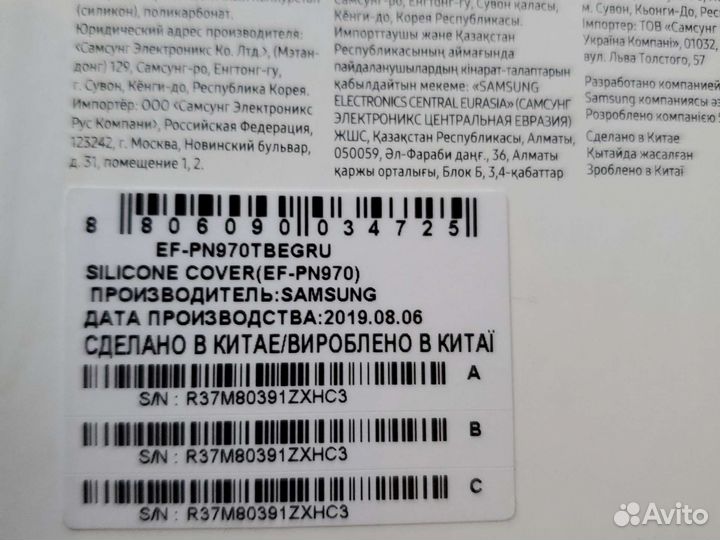 (силикон), поликарбонат.
Юридический адрес производителя:
«Самсунг Электроникс Ко. Лтд.», (Мэтан-
донг) 129, Самсунг-ро, Енгтонг-гу,
г. Сувон, Кёнги-до, Республика Корея.
Импортёр: ООО «Самсунг Электроникс
Рус Компани», Российская Федерация,
123242, г. Москва, Новинский бульвар,
д. 31, помещение 1, 2.
Самсунг-ро, Енгтонг-гу, Сувон қаласы,
Кёнги-до, Корея Республикасы.
Импорттаушы және Қазақстан
Республикасының аймағында
пайдаланушылардың кінарат-талаптарын
қабылдайтын мекеме: «SAMSUNG
ELECTRONICS CENTRAL EURASIA» (САМСУНГ
ЭЛЕКТРОНИКС ЦЕНТРАЛЬНАЯ ЕВРАЗИЯ)
ЖШС, Қазақстан Республикасы, Алматы,
050059, Әл-Фараби даңғ., 36, Алматы
қаржы орталығы, Блок Б, 3,4-қабаттар
м. Сувон, Кьонги-До, Респ
Імпортер: ТОВ «Самсунг
Україна Компані», 01032,
вул. Льва Толстого, 57
Разработано компанией
Samsung компаниясы
Розроблено компанією
Сделано в Китае
Қытайда жасалған
Зроблено в Китаї
8 806090 034725
EF-PN970TBEGRU
SILICONE COVER(EF-PN970)
ПРОИЗВОДИТЕЛЬ:SAMSUNG
ДАТА ПРОИЗВОДСТВА:2019.08.06
СДЕЛАНО В КИТАЕ/ВИРОБЛЕНО В КИТАЇ
A
S/N : R37M80391ZXHC3
B
S/N : R37M80391ZXHC3
C
S/N : R37M80391ZXHC3
Avito